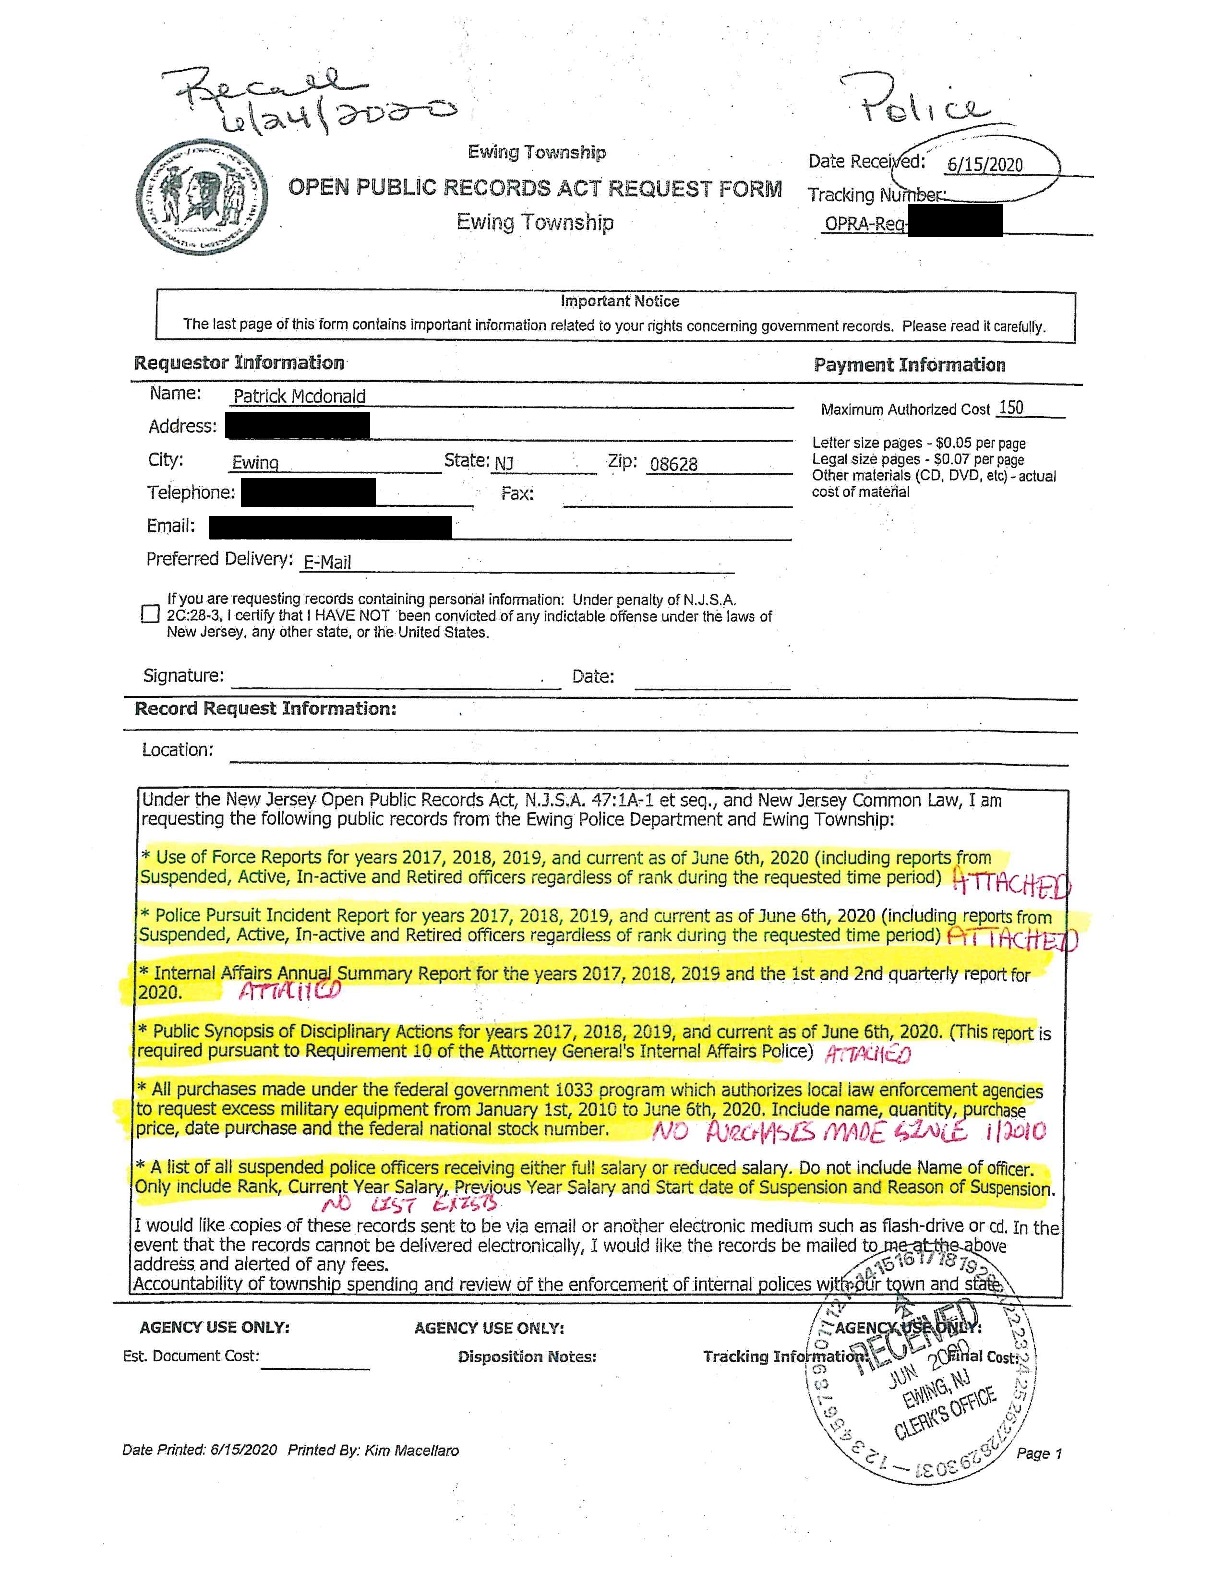 Recall
6/24/2020
Police
Ewing Township
OPEN PUBLIC RECORDS ACT REQUEST FORM
Ewing Township
Date Received: 6/15/2020
Tracking Number:
OPRA-Req-
Important Notice
The last page of this form contains important information related to your rights concerning government records. Please read it carefully.
Requestor Information
Payment Information
Name: Patrick Mcdonald
Maximum Authorized Cost 150
Address:
City: Ewing State: NJ Zip: 08628
Letter size pages - $0.05 per page
Legal size pages - $0.07 per page
Other materials (CD, DVD, etc) - actual
cost of material
Telephone: Fax:
Email:
Preferred Delivery: E-Mail
If you are requesting records containing personal information: Under penalty of N.J.S.A.
2C:28-3, I certify that I HAVE NOT been convicted of any indictable offense under the laws of
New Jersey, any other state, or the United States.
Signature: Date:
Record Request Information:
Location:
Under the New Jersey Open Public Records Act, N.J.S.A. 47:1A-1 et seq., and New Jersey Common Law, I am
requesting the following public records from the Ewing Police Department and Ewing Township:
* Use of Force Reports for years 2017, 2018, 2019, and current as of June 6th, 2020 (including reports from
Suspended, Active, In-active and Retired officers regardless of rank during the requested time period) ATTACHED
* Police Pursuit Incident Report for years 2017, 2018, 2019, and current as of June 6th, 2020 (including reports from
Suspended, Active, In-active and Retired officers regardless of rank during the requested time period) ATTACHED
* Internal Affairs Annual Summary Report for the years 2017, 2018, 2019 and the 1st and 2nd quarterly report for
2020. ATTACHED
* Public Synopsis of Disciplinary Actions for years 2017, 2018, 2019, and current as of June 6th, 2020. (This report is
required pursuant to Requirement 10 of the Attorney General's Internal Affairs Police) ATTACHED
* All purchases made under the federal government 1033 program which authorizes local law enforcement agencies
to request excess military equipment from January 1st, 2010 to June 6th, 2020. Include name, quantity, purchase
price, date purchase and the federal national stock number. NO PURCHASES MADE SINCE 1/2010
* A list of all suspended police officers receiving either full salary or reduced salary. Do not include Name of officer.
Only include Rank, Current Year Salary, Previous Year Salary and Start date of Suspension and Reason of Suspension.
NO LIST EXISTS
I would like copies of these records sent to be via email or another electronic medium such as flash-drive or cd. In the
event that the records cannot be delivered electronically, I would like the records be mailed to me at the above
address and alerted of any fees.
Accountability of township spending and review of the enforcement of internal polices with our town and state
AGENCY USE ONLY: AGENCY USE ONLY: AGENCY USE ONLY:
Est. Document Cost: Disposition Notes: Tracking Information: Final Cost:
RECEIVED
JUN 2020
EWING, NJ
CLERK'S OFFICE
Date Printed: 6/15/2020 Printed By: Kim Macellaro
Page 1